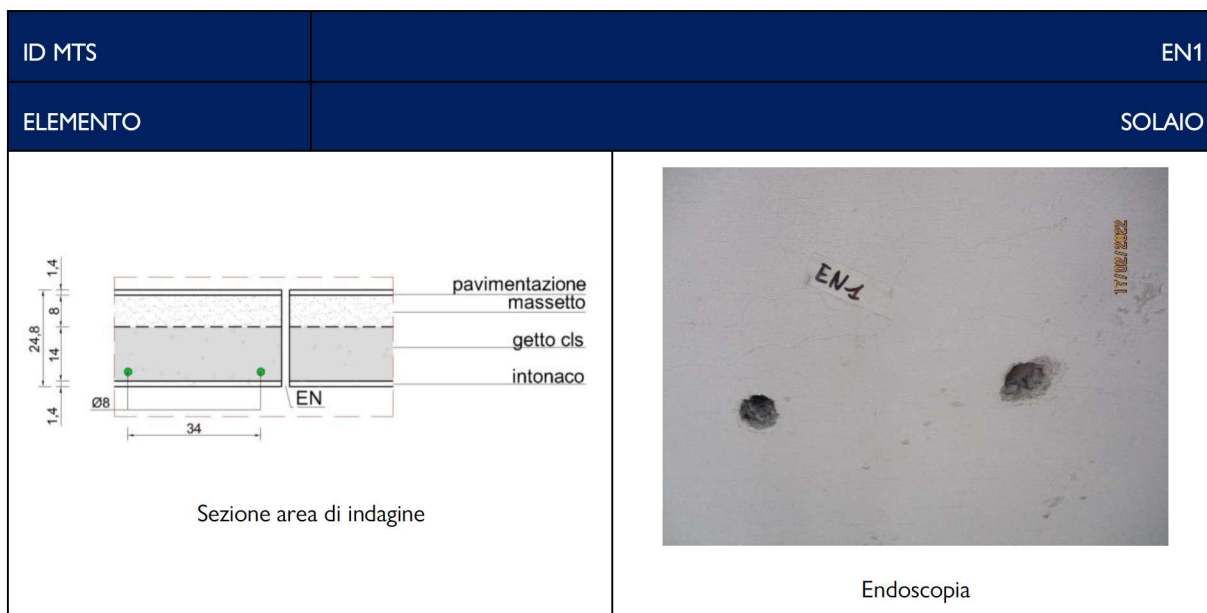 ID MTS
EN1
ELEMENTO
SOLAIO
1,4
8
24,8
14
1,4
Ø8
34
EN
pavimentazione
massetto
getto cls
intonaco
Sezione area di indagine
EN1
17/02/2022
Endoscopia